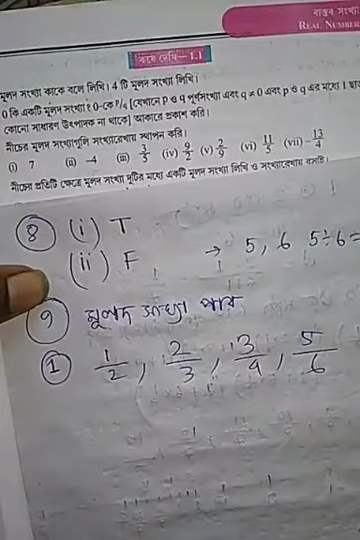 বাস্তব সংখ্যা
REAL NUMBER
কষে দেখি— 1.1
মূলদ সংখ্যা কাকে বলে লিখি। 4 টি মূলদ সংখ্যা লিখি।
0 কি একটি মূলদ সংখ্যা? 0-কে p/q [যেখানে p ও q পূর্ণসংখ্যা এবং q ≠ 0 এবং p ও q এর মধ্যে 1 ছাড়া
কোনো সাধারণ উৎপাদক না থাকে] আকারে প্রকাশ করি।
নীচের মূলদ সংখ্যাগুলি সংখ্যারেখায় স্থাপন করি।
(i) 7 (ii) –4 (iii) 3/5 (iv) 9/2 (v) 2/9 (vi) 11/5 (vii) –13/4
নীচের প্রতিটি ক্ষেত্রে মূলদ সংখ্যা দুটির মধ্যে একটি মূলদ সংখ্যা লিখি ও সংখ্যারেখায় বসাই।
8 (i) T
(ii) F → 5, 6 5÷6=
9 মূলদ সংখ্যা পাব
1 1/2, 2/3, 3/4, 5/6